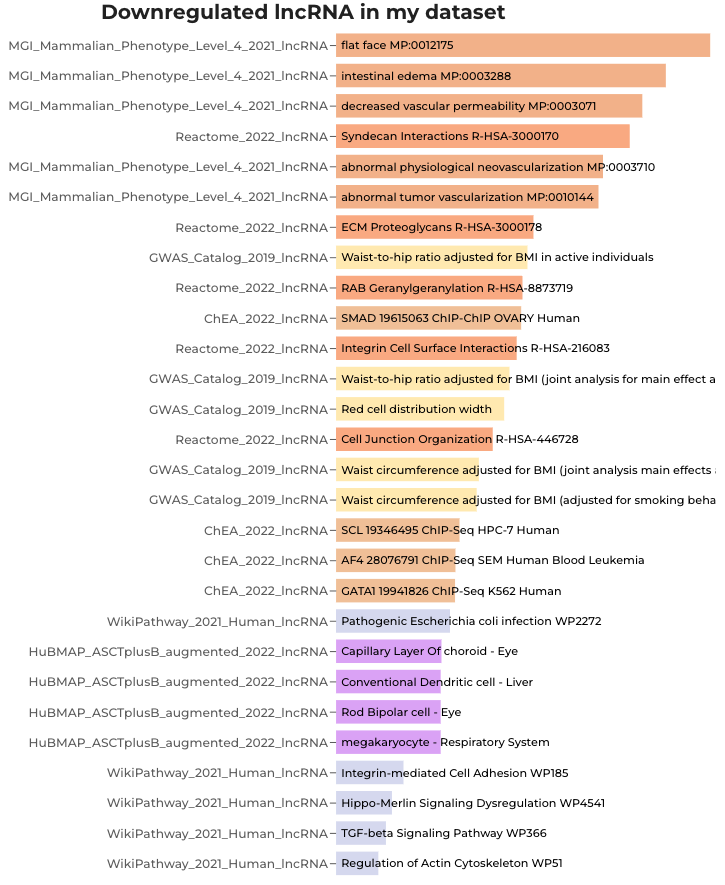 Downregulated lncRNA in my dataset
MGI_Mammalian_Phenotype_Level_4_2021_lncRNA flat face MP:0012175
MGI_Mammalian_Phenotype_Level_4_2021_lncRNA intestinal edema MP:0003288
MGI_Mammalian_Phenotype_Level_4_2021_lncRNA decreased vascular permeability MP:0003071
Reactome_2022_lncRNA Syndecan Interactions R-HSA-3000170
MGI_Mammalian_Phenotype_Level_4_2021_lncRNA abnormal physiological neovascularization MP:0003710
MGI_Mammalian_Phenotype_Level_4_2021_lncRNA abnormal tumor vascularization MP:0010144
Reactome_2022_lncRNA ECM Proteoglycans R-HSA-3000178
GWAS_Catalog_2019_lncRNA Waist-to-hip ratio adjusted for BMI in active individuals
Reactome_2022_lncRNA RAB Geranylgeranylation R-HSA-8873719
ChEA_2022_lncRNA SMAD 19615063 ChIP-ChIP OVARY Human
Reactome_2022_lncRNA Integrin Cell Surface Interactions R-HSA-216083
GWAS_Catalog_2019_lncRNA Waist-to-hip ratio adjusted for BMI (joint analysis for main effect a
GWAS_Catalog_2019_lncRNA Red cell distribution width
Reactome_2022_lncRNA Cell Junction Organization R-HSA-446728
GWAS_Catalog_2019_lncRNA Waist circumference adjusted for BMI (joint analysis main effects
GWAS_Catalog_2019_lncRNA Waist circumference adjusted for BMI (adjusted for smoking beha
ChEA_2022_lncRNA SCL 19346495 ChIP-Seq HPC-7 Human
ChEA_2022_lncRNA AF4 28076791 ChIP-Seq SEM Human Blood Leukemia
ChEA_2022_lncRNA GATA1 19941826 ChIP-Seq K562 Human
WikiPathway_2021_Human_lncRNA Pathogenic Escherichia coli infection WP2272
HuBMAP_ASCTplusB_augmented_2022_lncRNA Capillary Layer Of choroid - Eye
HuBMAP_ASCTplusB_augmented_2022_lncRNA Conventional Dendritic cell - Liver
HuBMAP_ASCTplusB_augmented_2022_lncRNA Rod Bipolar cell - Eye
HuBMAP_ASCTplusB_augmented_2022_lncRNA megakaryocyte - Respiratory System
WikiPathway_2021_Human_lncRNA Integrin-mediated Cell Adhesion WP185
WikiPathway_2021_Human_lncRNA Hippo-Merlin Signaling Dysregulation WP4541
WikiPathway_2021_Human_lncRNA TGF-beta Signaling Pathway WP366
WikiPathway_2021_Human_lncRNA Regulation of Actin Cytoskeleton WP51